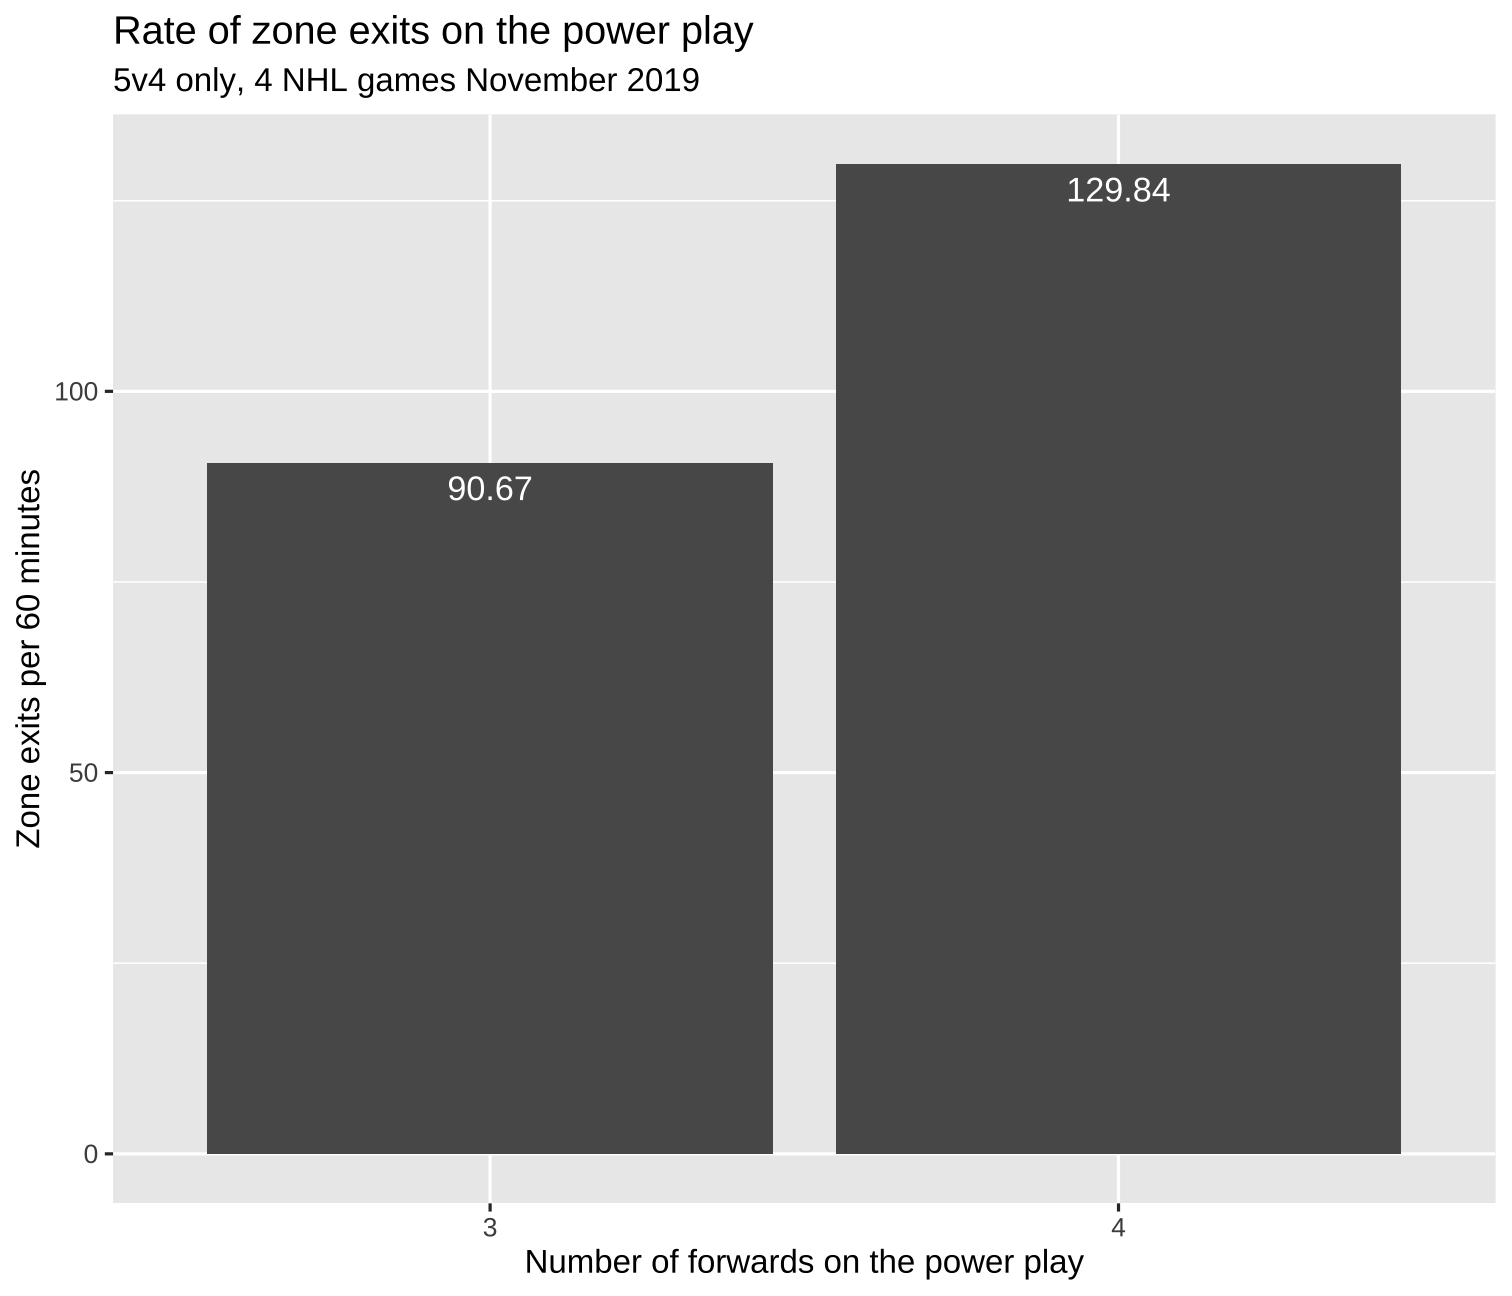 Rate of zone exits on the power play
5v4 only, 4 NHL games November 2019
129.84
100
90.67
Zone exits per 60 minutes
50
0
3
4
Number of forwards on the power play